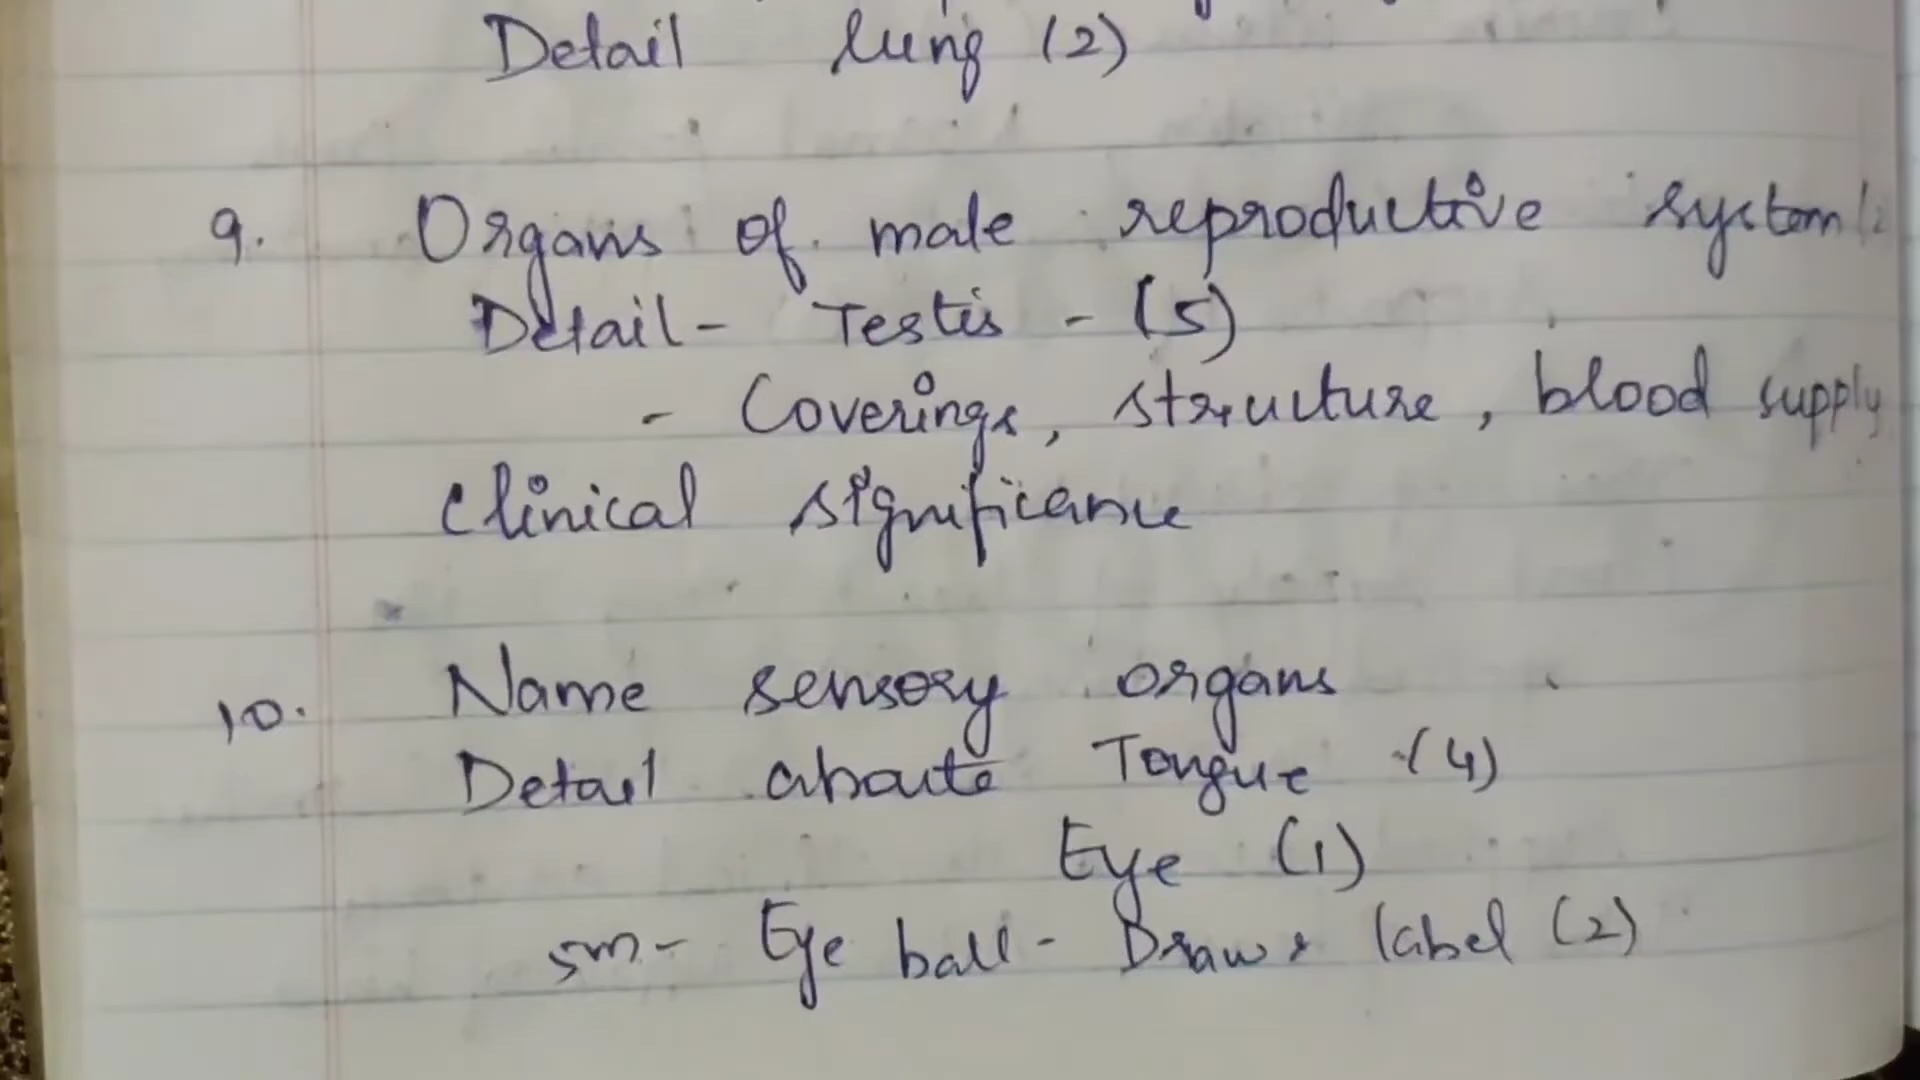 Detail lung (2)
9. Organs of male reproductive system
Detail - Testis - (5)
- Coverings, structure, blood supply
clinical significance
10. Name sensory organs
Detail aboute Tongue (4)
Eye (1)
5m - Eye ball - Draw & label (2)